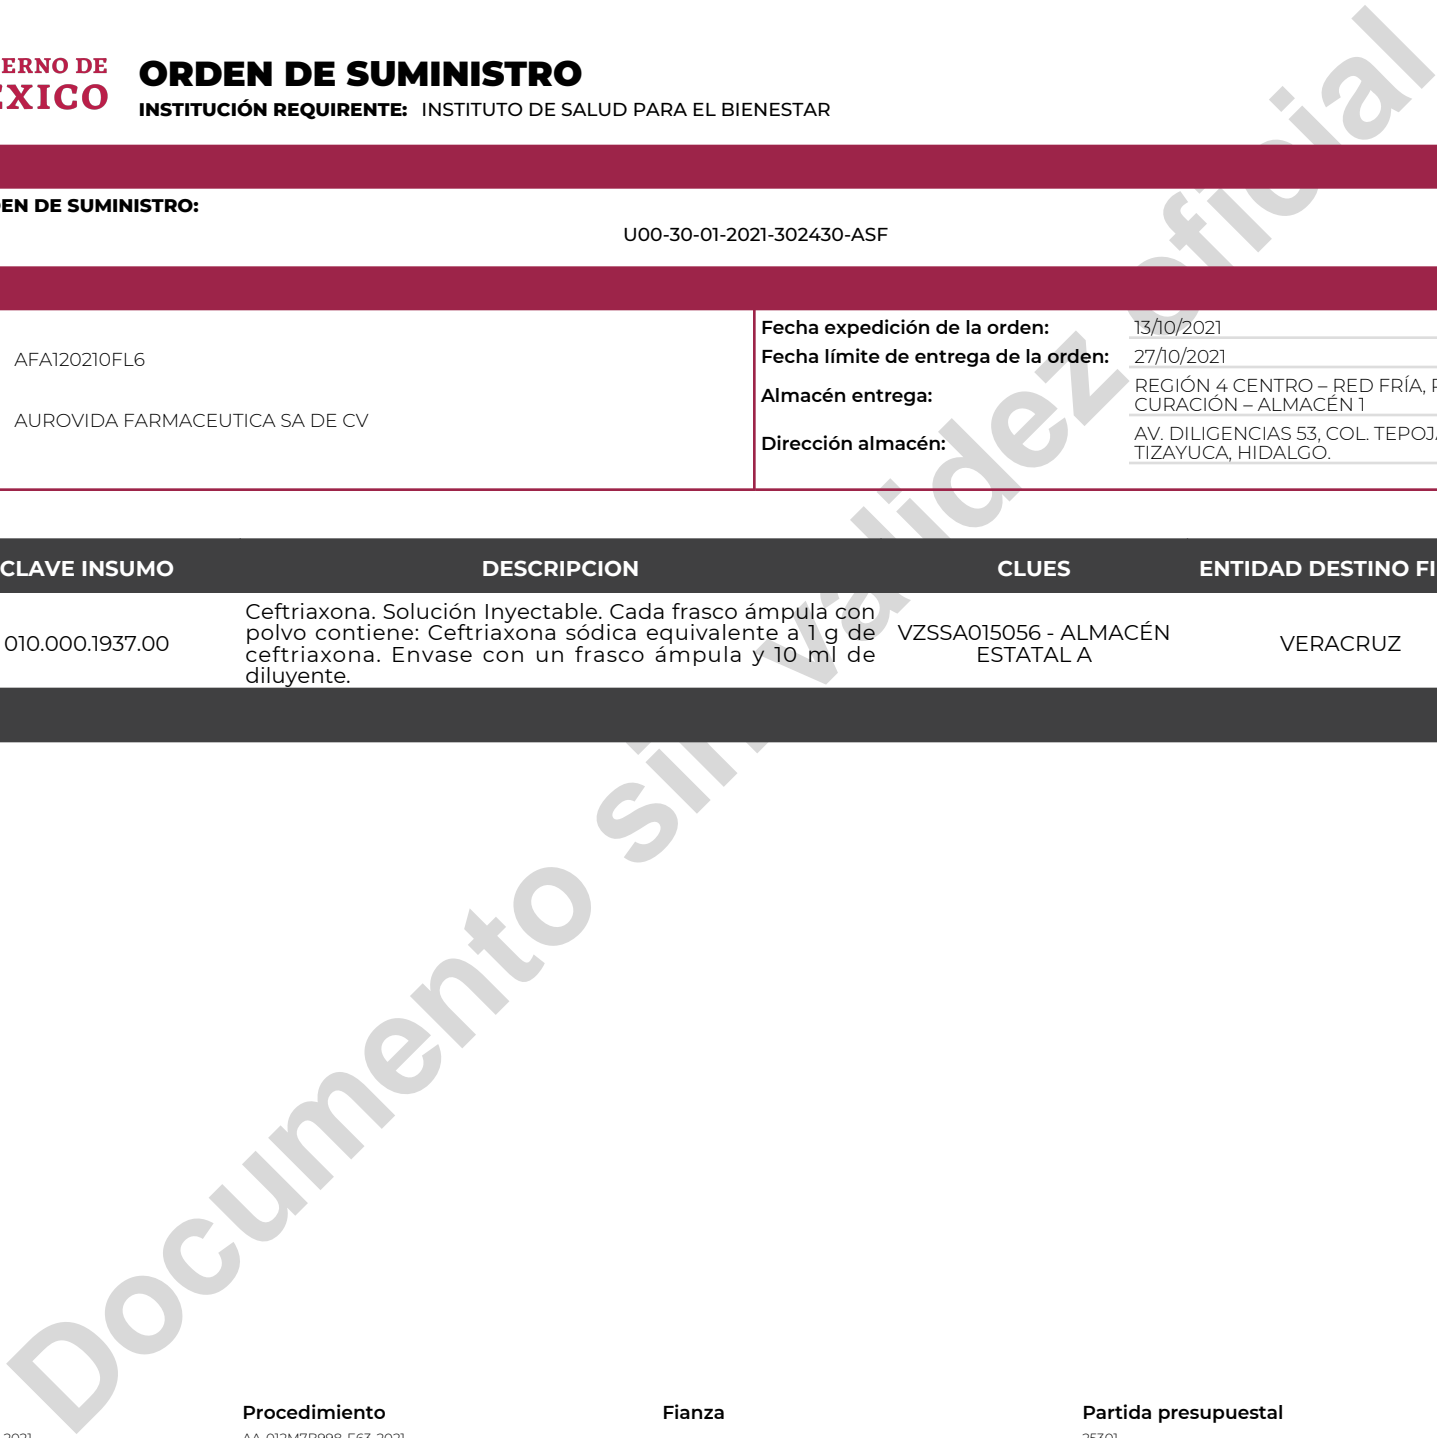 ORDEN DE SUMINISTRO
INSTITUCIÓN REQUIRENTE: INSTITUTO DE SALUD PARA EL BIENESTAR
DE SUMINISTRO:
U00-30-01-2021-302430-ASF
AFA120210FL6
AUROVIDA FARMACEUTICA SA DE CV
Fecha expedición de la orden: 13/10/2021
Fecha límite de entrega de la orden: 27/10/2021
Almacén entrega: REGIÓN 4 CENTRO – RED FRÍA,
CURACIÓN – ALMACÉN 1
Dirección almacén: AV. DILIGENCIAS 53, COL.
TIZAYUCA, HIDALGO.
CLAVE INSUMO DESCRIPCION CLUES ENTIDAD DESTINO
010.000.1937.00
Ceftriaxona. Solución Inyectable. Cada frasco ámpula con
polvo contiene: Ceftriaxona sódica equivalente a 1 g de
ceftriaxona. Envase con un frasco ámpula y 10 ml de
diluyente.
VZSSA015056 - ALMACÉN
ESTATAL A
VERACRUZ
Procedimiento Fianza Partida presupuestal
Documento sin validez oficial